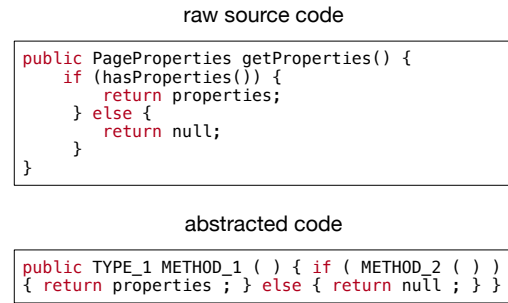 raw source code
public PageProperties getProperties() {
    if (hasProperties()) {
        return properties;
     } else {
        return null;
     }
}
abstracted code
public TYPE_1 METHOD_1 ( ) { if ( METHOD_2 ( ) )
{ return properties ; } else { return null ; } }